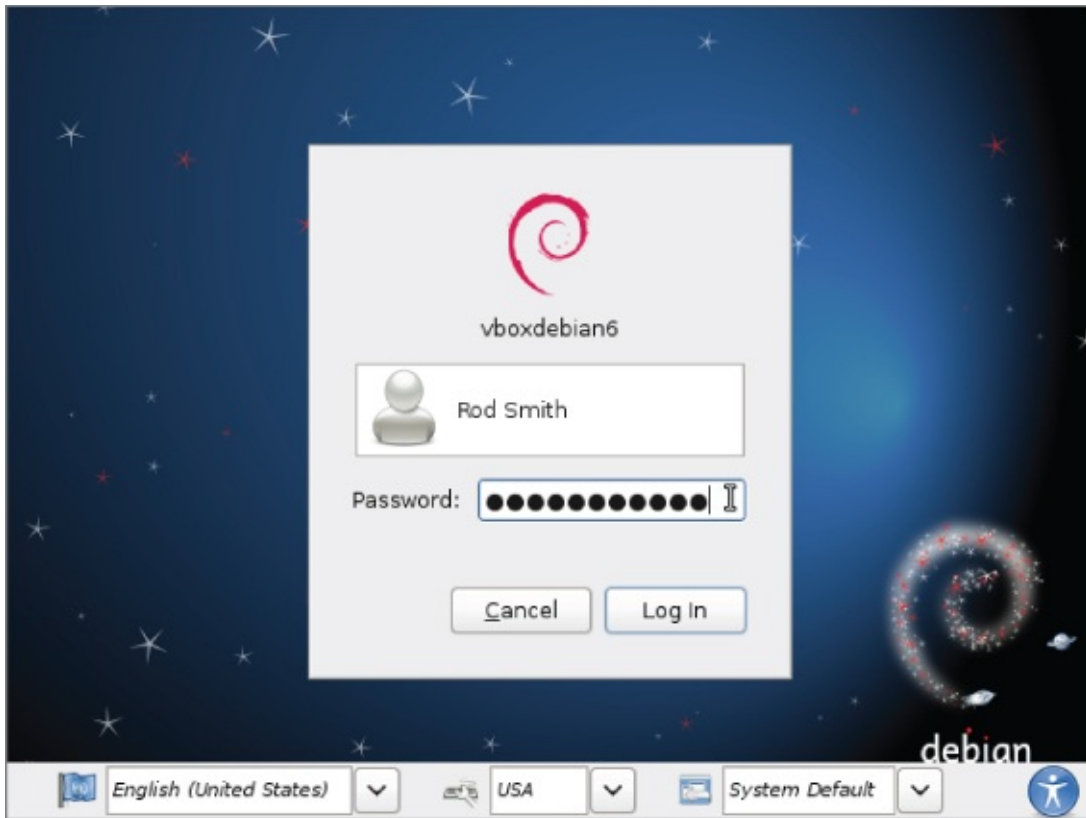 vboxdebian6
Rod Smith
Password: ●●●●●●●●●●●
Cancel Log In
debian
English (United States) USA System Default